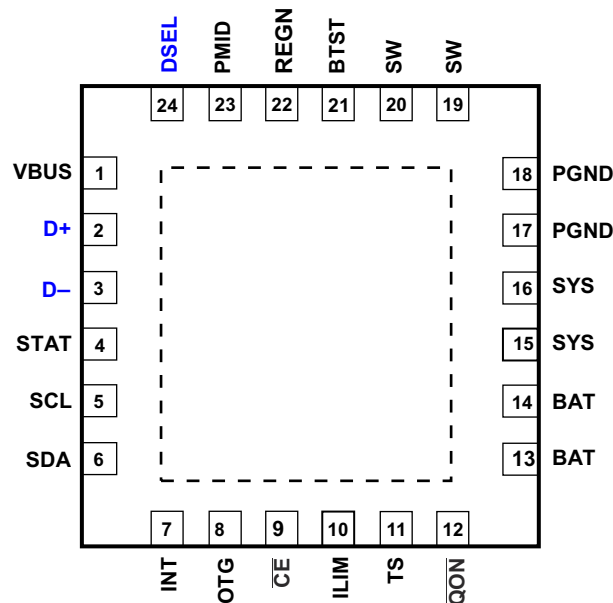 DSEL PMID REGN BTST SW SW
24 23 22 21 20 19
VBUS 1 18 PGND
D+ 2 17 PGND
D– 3 16 SYS
STAT 4 15 SYS
SCL 5 14 BAT
SDA 6 13 BAT
7 8 9 10 11 12
INT OTG C̅E̅ ILIM TS Q̅O̅N̅